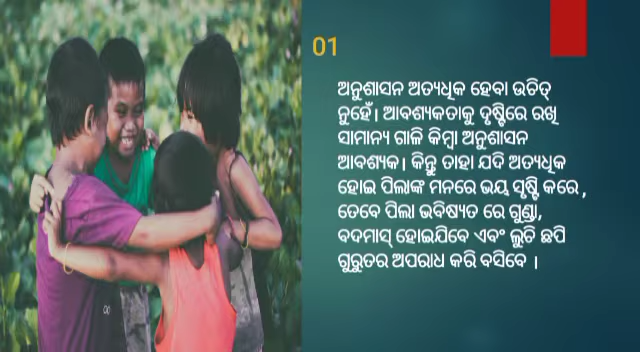 01
ଅନୁଶାସନ ଅତ୍ୟଧିକ ହେବା ଉଚିତ୍
ନୁହେଁ। ଆବଶ୍ୟକତାକୁ ଦୃଷ୍ଟିରେ ରଖି
ସାମାନ୍ୟ ଗାଳି କିମ୍ବା ଅନୁଶାସନ
ଆବଶ୍ୟକ। କିନ୍ତୁ ତାହା ଯଦି ଅତ୍ୟଧିକ
ହୋଇ ପିଲାଙ୍କ ମନରେ ଭୟ ସୃଷ୍ଟି କରେ ,
ତେବେ ପିଲା ଭବିଷ୍ୟତ ରେ ଗୁଣ୍ଡା,
ବଦମାସ୍ ହୋଇଯିବେ ଏବଂ ଲୁଚି ଛପି
ଗୁରୁତର ଅପରାଧ କରି ବସିବେ ।